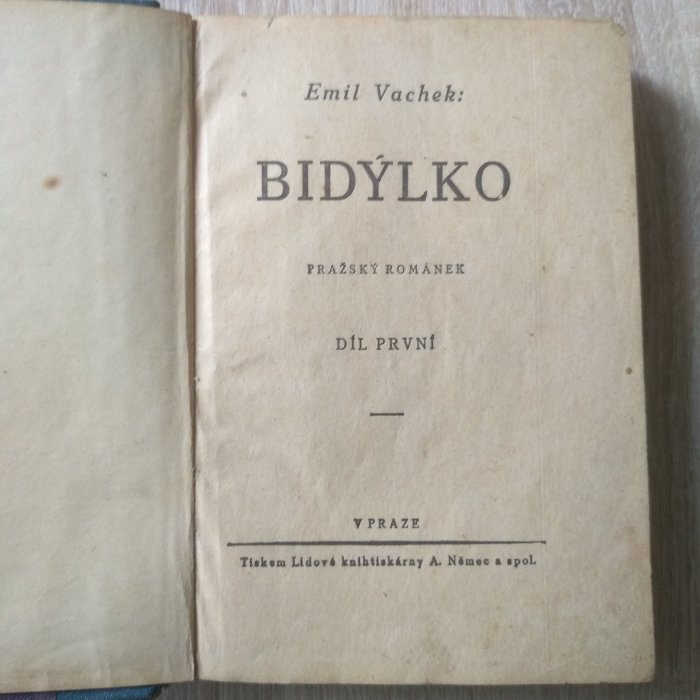 Emil Vachek:
BIDÝLKO
PRAŽSKÝ ROMÁNEK
DÍL PRVNÍ
V PRAZE
Tiskem Lidové knihtiskárny A. Němec a spol.